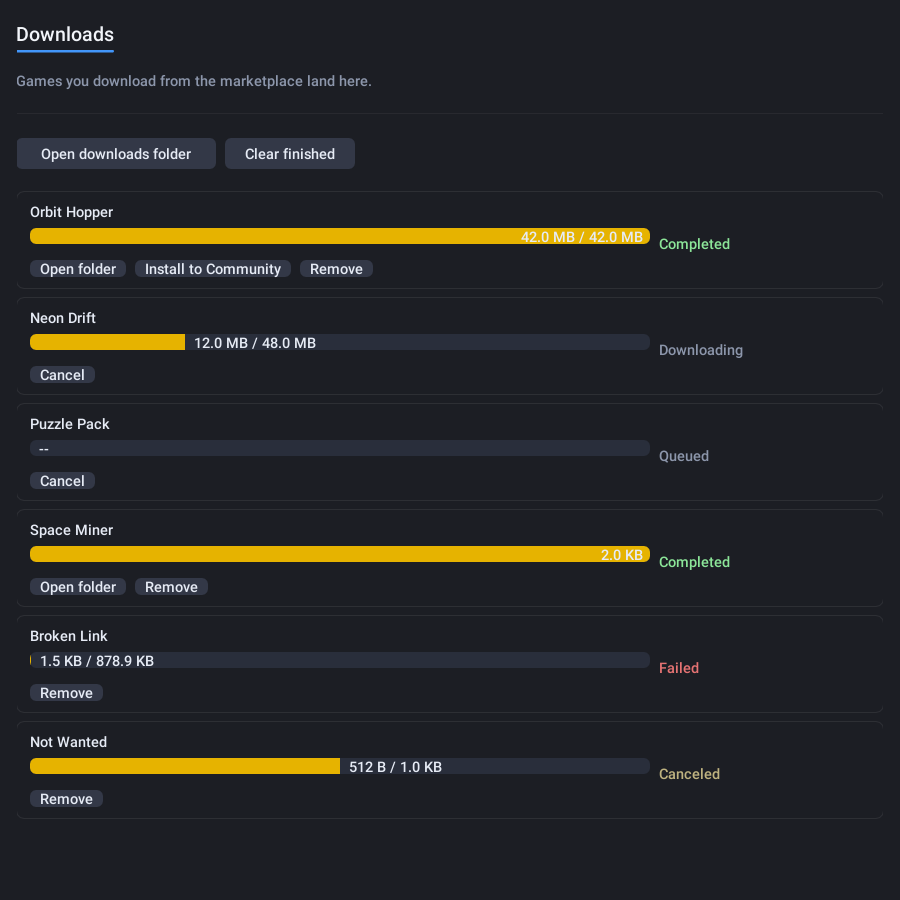 Downloads
Games you download from the marketplace land here.
Open downloads folder Clear finished
Orbit Hopper
42.0 MB / 42.0 MB Completed
Open folder Install to Community Remove
Neon Drift
12.0 MB / 48.0 MB Downloading
Cancel
Puzzle Pack
-- Queued
Cancel
Space Miner
2.0 KB Completed
Open folder Remove
Broken Link
1.5 KB / 878.9 KB Failed
Remove
Not Wanted
512 B / 1.0 KB Canceled
Remove